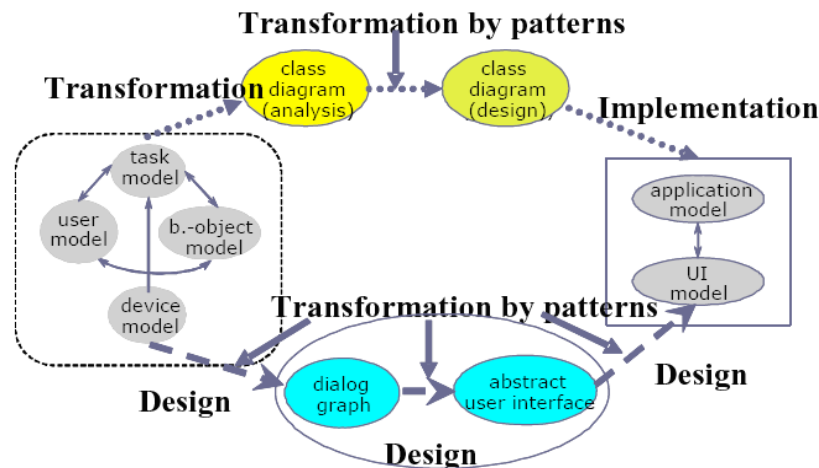 Transformation by patterns
Transformation
class
diagram
(analysis)
class
diagram
(design)
Implementation
task
model
user
model
b.-object
model
device
model
application
model
UI
model
Transformation by patterns
Design
dialog
graph
abstract
user interface
Design
Design